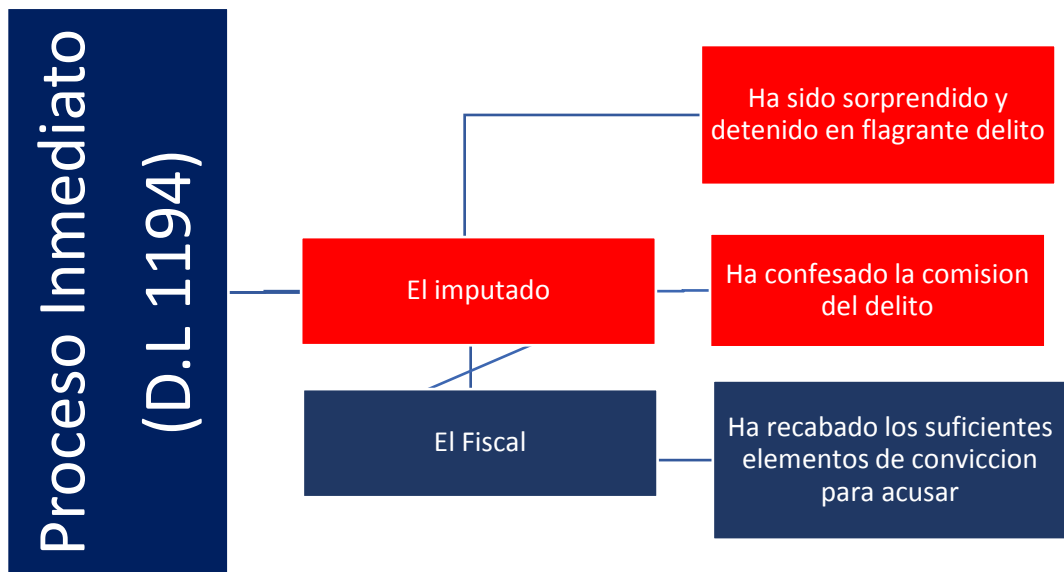 Proceso Inmediato
(D.L 1194)
Ha sido sorprendido y
detenido en flagrante delito
El imputado
Ha confesado la comision
del delito
El Fiscal
Ha recabado los suficientes
elementos de conviccion
para acusar